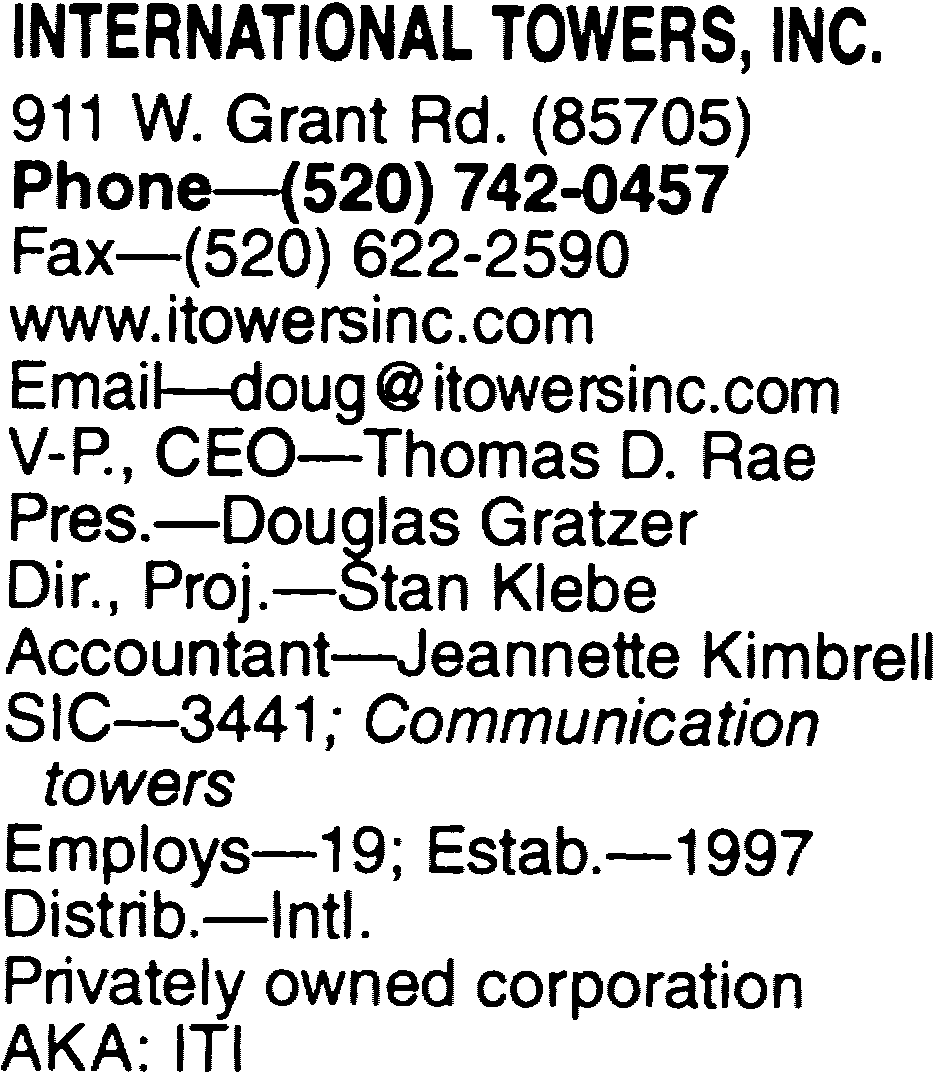 INTERNATIONAL TOWERS, INC.
911 W. Grant Rd. (85705)
Phone—(520) 742-0457
Fax—(520) 622-2590
www.itowersinc.com
Email—doug@itowersinc.com
V-P., CEO—Thomas D. Rae
Pres.—Douglas Gratzer
Dir., Proj.—Stan Klebe
Accountant—Jeannette Kimbrell
SIC—3441; Communication
towers
Employs—19; Estab.—1997
Distrib.—Intl.
Privately owned corporation
AKA: ITI